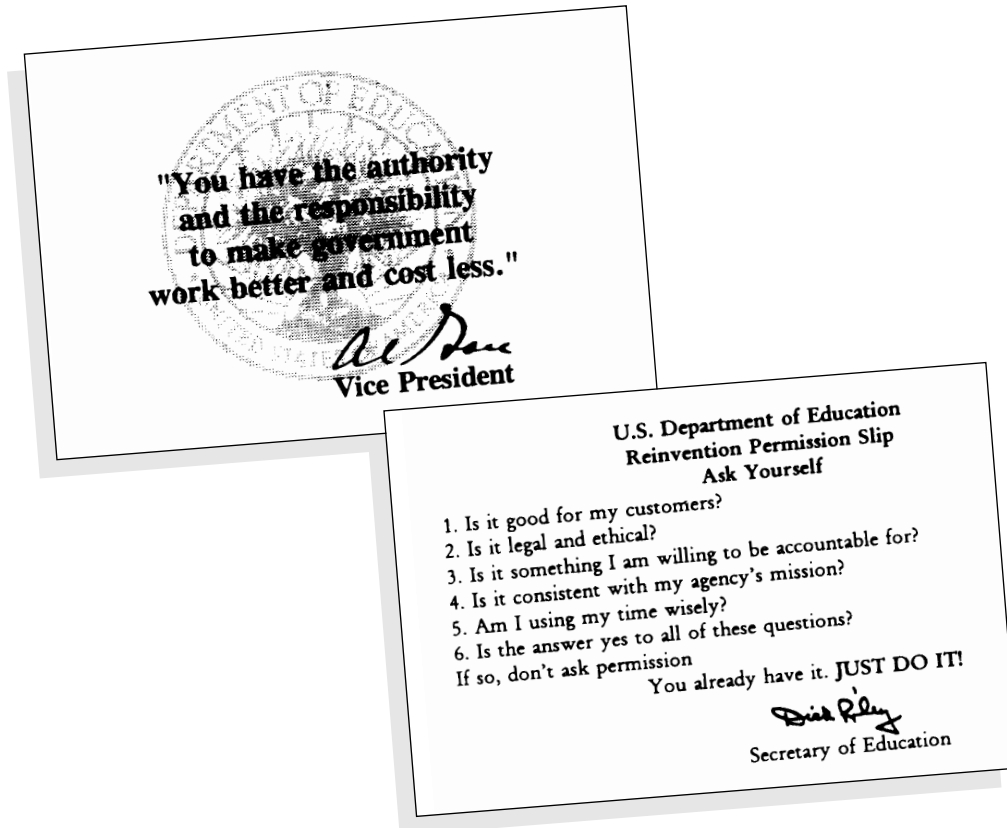 "You have the authority
and the responsibility
to make government
work better and cost less."
Al Gore
Vice President
U.S. Department of Education
Reinvention Permission Slip
Ask Yourself
1. Is it good for my customers?
2. Is it legal and ethical?
3. Is it something I am willing to be accountable for?
4. Is it consistent with my agency's mission?
5. Am I using my time wisely?
6. Is the answer yes to all of these questions?
If so, don't ask permission
You already have it. JUST DO IT!
Dick Riley
Secretary of Education